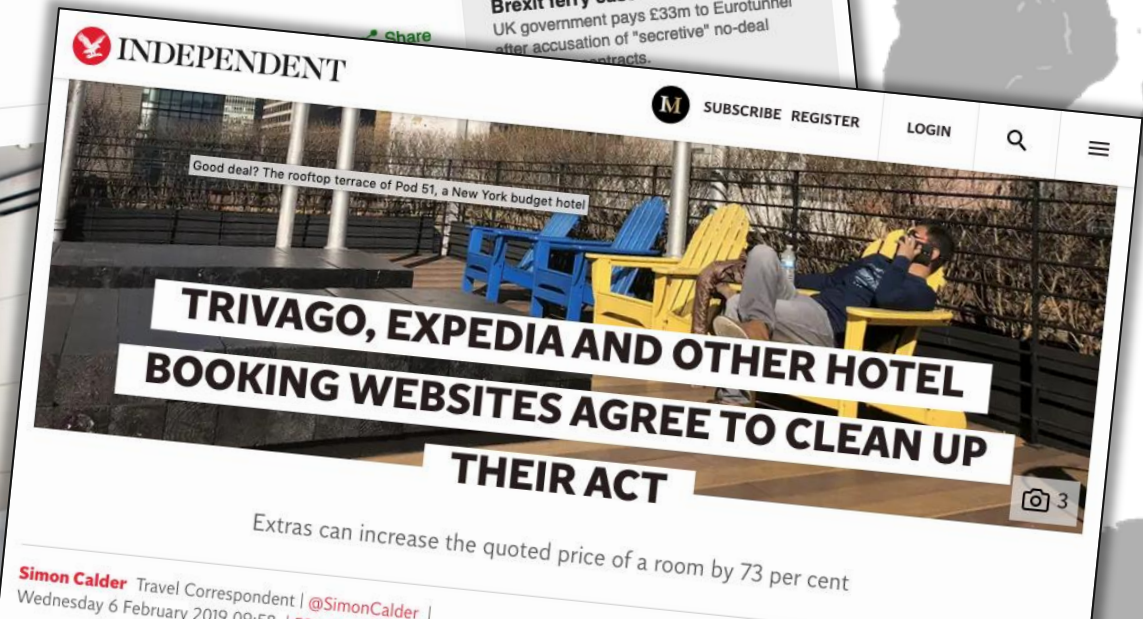 Brexit ferry
UK government pays £33m to Eurotunnel
after accusation of "secretive" no-deal
contracts.
Share
INDEPENDENT
M SUBSCRIBE REGISTER LOGIN
Good deal? The rooftop terrace of Pod 51, a New York budget hotel
TRIVAGO, EXPEDIA AND OTHER HOTEL
BOOKING WEBSITES AGREE TO CLEAN UP
THEIR ACT
3
Extras can increase the quoted price of a room by 73 per cent
Simon Calder Travel Correspondent | @SimonCalder |
Wednesday 6 February 2019 09:58 |